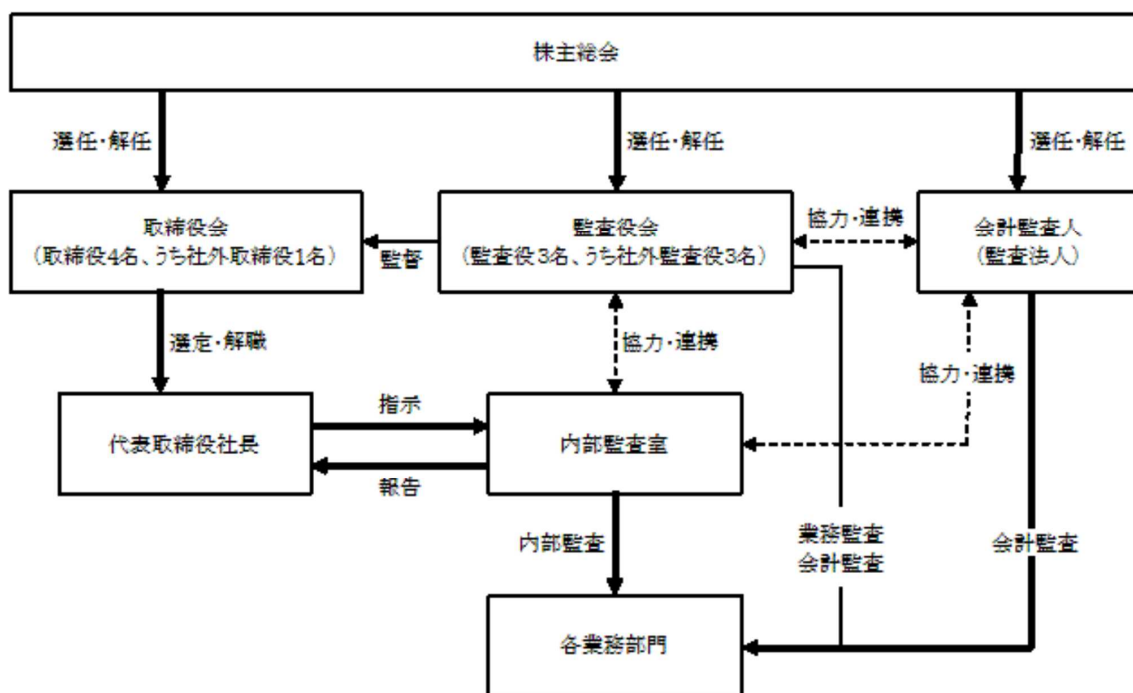 株主総会
選任・解任
選任・解任
選任・解任
取締役会
（取締役4名、うち社外取締役1名）
監督
監査役会
（監査役3名、うち社外監査役3名）
協力・連携
会計監査人
（監査法人）
選定・解職
協力・連携
協力・連携
代表取締役社長
指示
報告
内部監査室
内部監査
業務監査
会計監査
会計監査
各業務部門